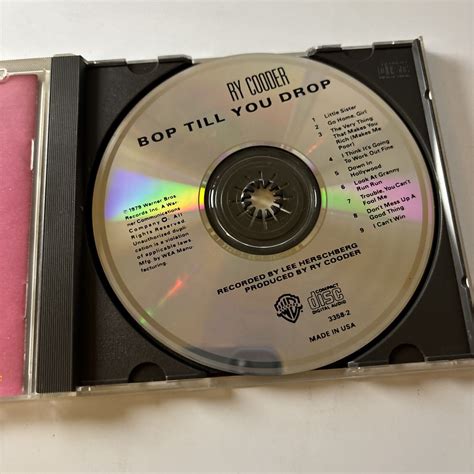 RY COODER
BOP TILL YOU DROP
1 Little Sister
2 Go Home, Girl
3 The Very Thing
That Makes You
Rich (Makes Me
Poor)
4 I Think It's Going
To Work Out Fine
5 Down In
Hollywood
6 Look At Granny
Run Run
7 Trouble, You Can't
Fool Me
8 Don't Mess Up A
Good Thing
9 I Can't Win
℗ 1979 Warner Bros.
Records Inc. A War
ner Communications
Company All
Rights Reserved.
Unauthorized dupl-
ication is a violation
of applicable laws.
Mfg. by WEA Manu-
facturing.
RECORDED BY LEE HERSCHBERG
PRODUCED BY RY COODER
COMPACT
disc
DIGITAL AUDIO
3358-2
MADE IN USA